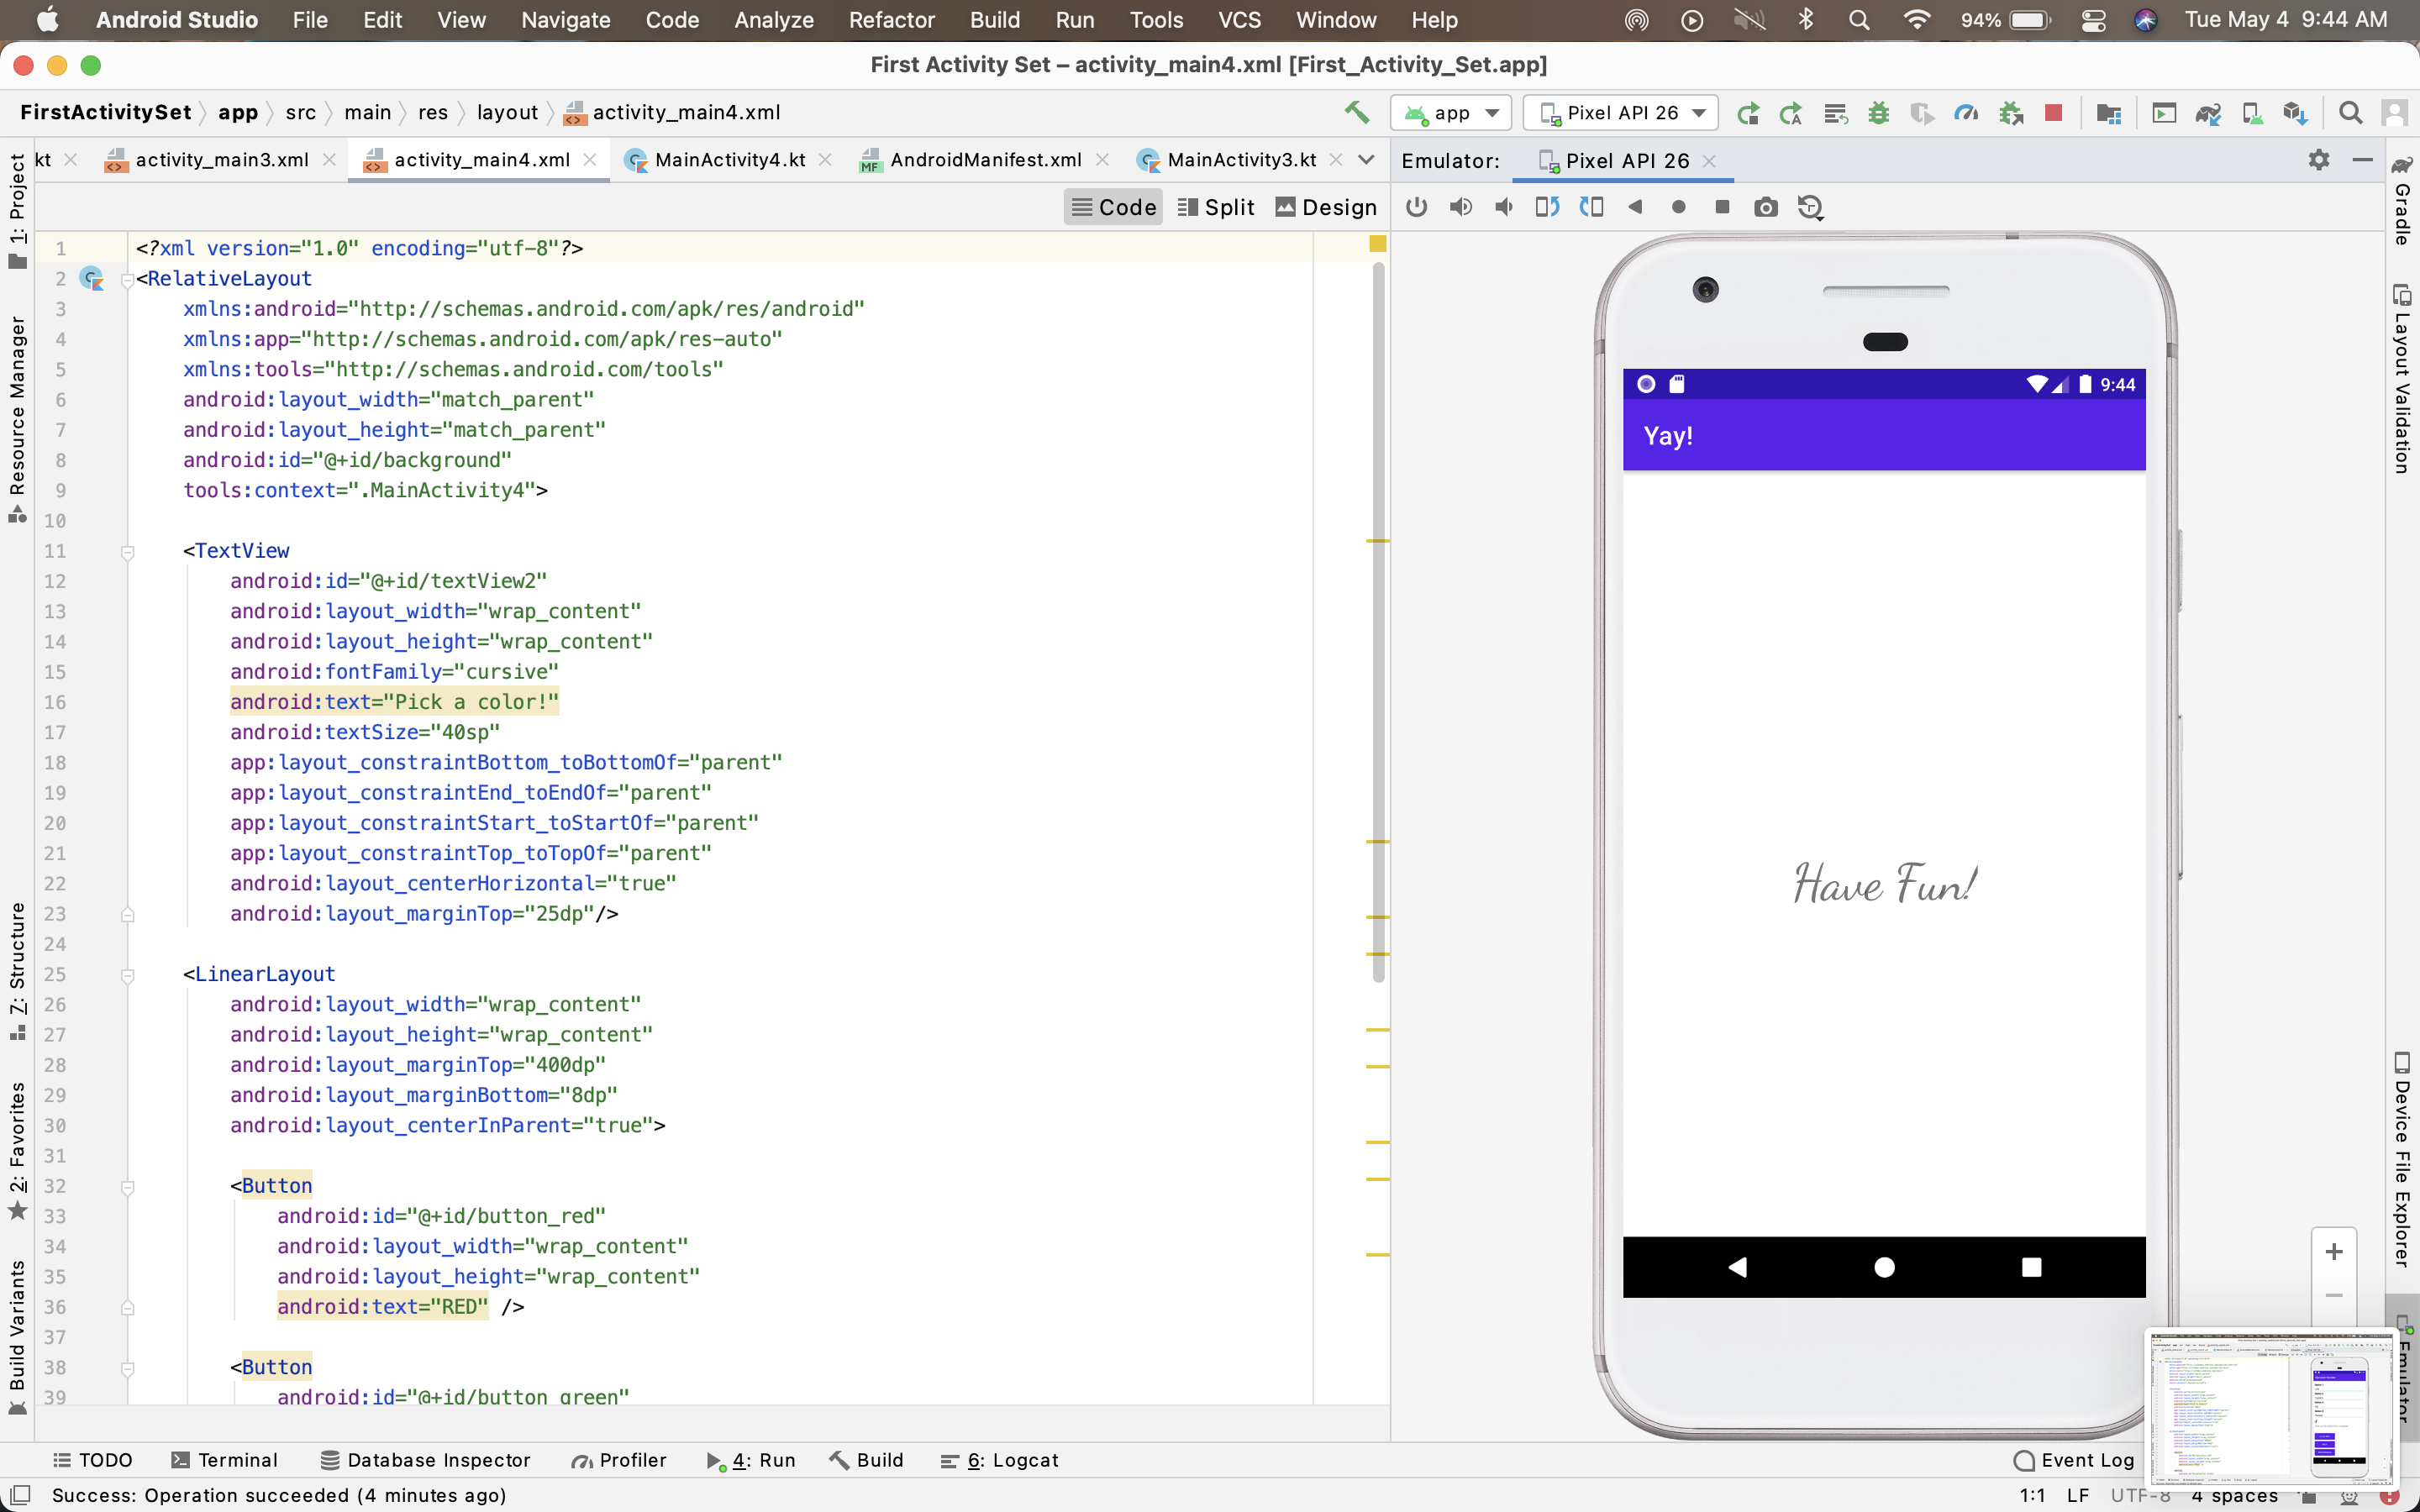 Android Studio File Edit View Navigate Code Analyze Refactor Build Run Tools VCS Window Help 94% Tue May 4 9:44 AM
First Activity Set – activity_main4.xml [First_Activity_Set.app]
FirstActivitySet app src main res layout activity_main4.xml app Pixel API 26
kt activity_main3.xml activity_main4.xml MainActivity4.kt AndroidManifest.xml MainActivity3.kt Emulator: Pixel API 26
Code Split Design
1 <?xml version="1.0" encoding="utf-8"?>
2 <RelativeLayout
3 xmlns:android="http://schemas.android.com/apk/res/android"
4 xmlns:app="http://schemas.android.com/apk/res-auto"
5 xmlns:tools="http://schemas.android.com/tools"
6 android:layout_width="match_parent"
7 android:layout_height="match_parent"
8 android:id="@+id/background"
9 tools:context=".MainActivity4">
10
11 <TextView
12 android:id="@+id/textView2"
13 android:layout_width="wrap_content"
14 android:layout_height="wrap_content"
15 android:fontFamily="cursive"
16 android:text="Pick a color!"
17 android:textSize="40sp"
18 app:layout_constraintBottom_toBottomOf="parent"
19 app:layout_constraintEnd_toEndOf="parent"
20 app:layout_constraintStart_toStartOf="parent"
21 app:layout_constraintTop_toTopOf="parent"
22 android:layout_centerHorizontal="true"
23 android:layout_marginTop="25dp"/>
24
25 <LinearLayout
26 android:layout_width="wrap_content"
27 android:layout_height="wrap_content"
28 android:layout_marginTop="400dp"
29 android:layout_marginBottom="8dp"
30 android:layout_centerInParent="true">
31
32 <Button
33 android:id="@+id/button_red"
34 android:layout_width="wrap_content"
35 android:layout_height="wrap_content"
36 android:text="RED" />
37
38 <Button
39 android:id="@+id/button_green"
9:44
Yay!
Have Fun!
1: Project
Resource Manager
7: Structure
2: Favorites
Build Variants
Gradle
Layout Validation
Device File Explorer
Emulator
TODO Terminal Database Inspector Profiler 4: Run Build 6: Logcat Event Log
Success: Operation succeeded (4 minutes ago) 1:1 LF UTF-8 4 spaces